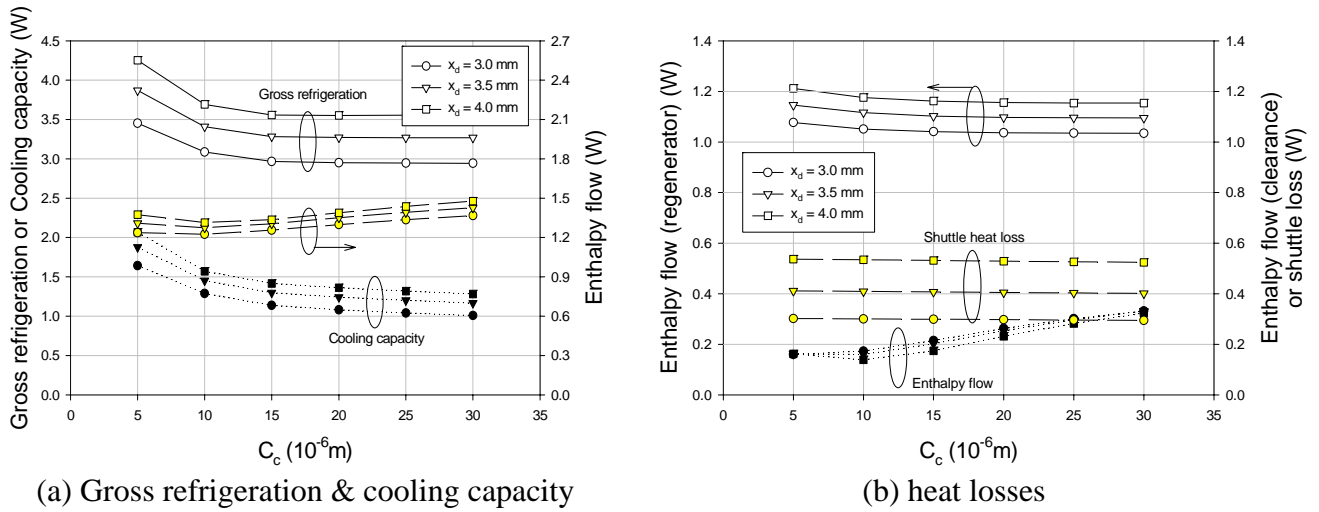 Gross refrigeration or Cooling capacity (W)
4.5
4.0
3.5
3.0
2.5
2.0
1.5
1.0
0.5
0.0
Gross refrigeration
x_d = 3.0 mm
x_d = 3.5 mm
x_d = 4.0 mm
Cooling capacity
2.7
2.4
2.1
1.8
1.5
1.2
0.9
0.6
0.3
0.0
Enthalpy flow (W)
0 5 10 15 20 25 30 35
C_c (10^-6 m)
(a) Gross refrigeration & cooling capacity
Enthalpy flow (regenerator) (W)
1.4
1.2
1.0
0.8
0.6
0.4
0.2
0.0
x_d = 3.0 mm
x_d = 3.5 mm
x_d = 4.0 mm
Shuttle heat loss
Enthalpy flow
1.4
1.2
1.0
0.8
0.6
0.4
0.2
0.0
Enthalpy flow (clearance)
or shuttle loss (W)
0 5 10 15 20 25 30 35
C_c (10^-6 m)
(b) heat losses